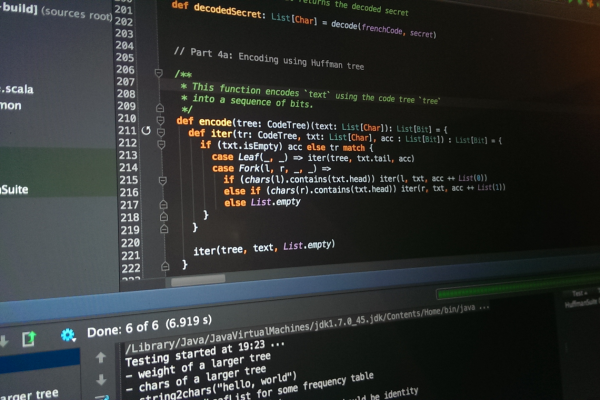 -build] (sources root)
201 returns the decoded secret
202 def decodedSecret: List[Char] = decode(frenchCode, secret)
203
204
205 // Part 4a: Encoding using Huffman tree
206
207 /**
208 * This function encodes `text` using the code tree `tree`
209 * into a sequence of bits.
210 */
211 def encode(tree: CodeTree)(text: List[Char]): List[Bit] = {
212 def iter(tr: CodeTree, txt: List[Char], acc : List[Bit]) : List[Bit] = {
213 if (txt.isEmpty) acc else tr match {
214 case Leaf(_, _) => iter(tree, txt.tail, acc)
215 case Fork(l, r, _, _) =>
216 if (chars(l).contains(txt.head)) iter(l, txt, acc ++ List(0))
217 else if (chars(r).contains(txt.head)) iter(r, txt, acc ++ List(1))
218 else List.empty
219 }
220 }
221 iter(tree, text, List.empty)
222 }
e.scala
mon
nSuite
Done: 6 of 6 (6.919 s)
/Library/Java/JavaVirtualMachines/jdk1.7.0_45.jdk/Contents/Home/bin/java ...
Testing started at 19:23 ...
- weight of a larger tree
- chars of a larger tree
string2chars("hello, world")
List for some frequency table
be identity
arger tree